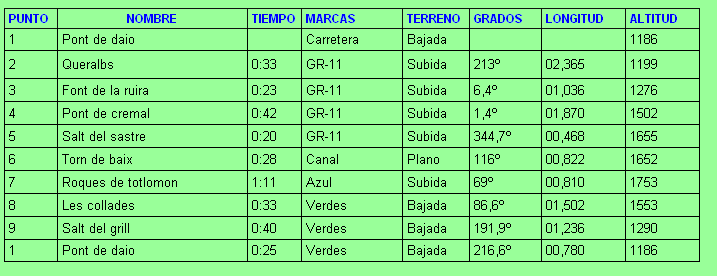 PUNTO NOMBRE TIEMPO MARCAS TERRENO GRADOS LONGITUD ALTITUD
1 Pont de daio Carretera Bajada 1186
2 Queralbs 0:33 GR-11 Subida 213º 02,365 1199
3 Font de la ruira 0:23 GR-11 Subida 6,4º 01,036 1276
4 Pont de cremal 0:42 GR-11 Subida 1,4º 01,870 1502
5 Salt del sastre 0:20 GR-11 Subida 344,7º 00,468 1655
6 Torn de baix 0:28 Canal Plano 116º 00,822 1652
7 Roques de totlomon 1:11 Azul Subida 69º 00,810 1753
8 Les collades 0:33 Verdes Bajada 86,6º 01,502 1553
9 Salt del grill 0:40 Verdes Bajada 191,9º 01,236 1290
1 Pont de daio 0:25 Verdes Bajada 216,6º 00,780 1186